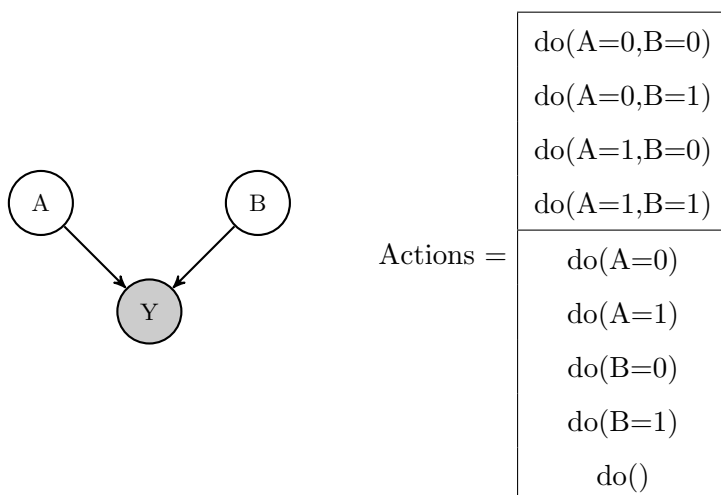 A
B
Y
Actions =
do(A=0,B=0)
do(A=0,B=1)
do(A=1,B=0)
do(A=1,B=1)
do(A=0)
do(A=1)
do(B=0)
do(B=1)
do()